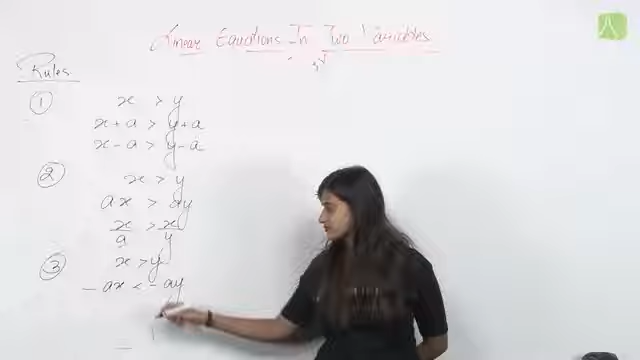 Linear Equations In Two Variables
Rules
1
x > y
x + a > y + a
x - a > y - a
2
x > y
ax > ay
x/a > x/y
3
x > y
- ax < - ay